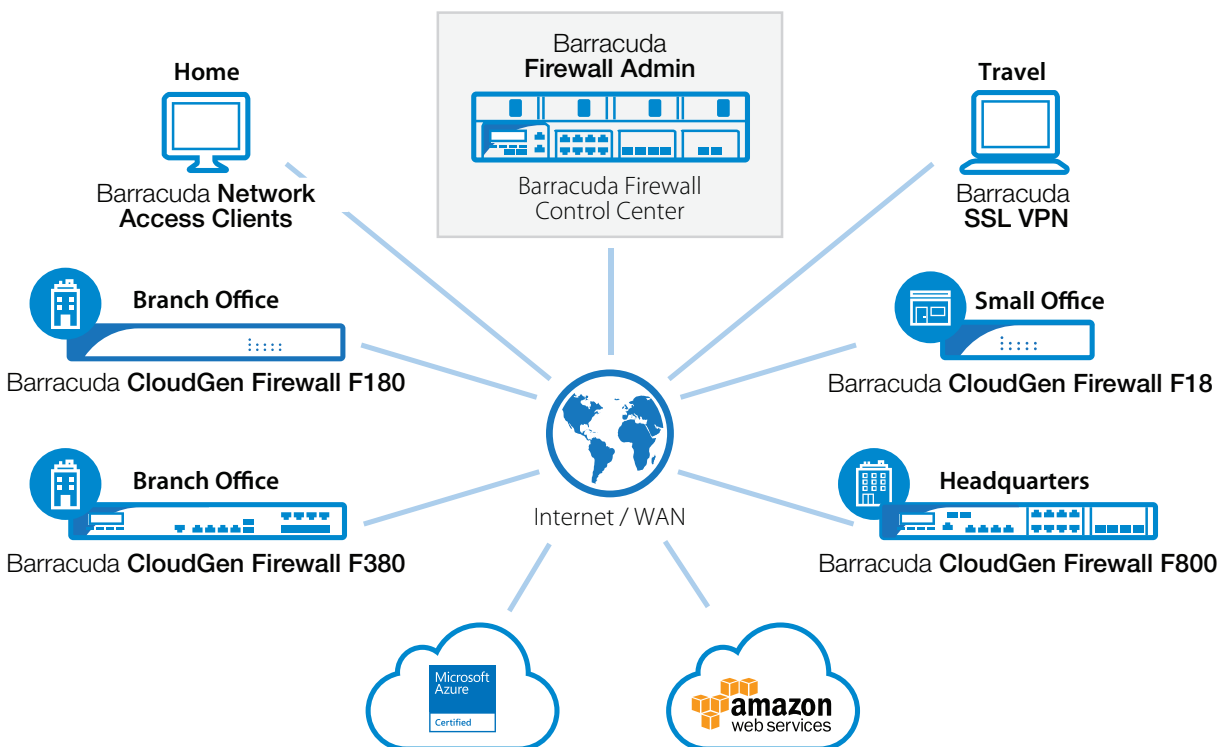 Barracuda
Firewall Admin
Home
Travel
Barracuda Firewall
Control Center
Barracuda Network
Access Clients
Barracuda
SSL VPN
Branch Office
Small Office
Barracuda CloudGen Firewall F180
Barracuda CloudGen Firewall F18
Branch Office
Headquarters
Internet / WAN
Barracuda CloudGen Firewall F380
Barracuda CloudGen Firewall F800
Microsoft
Azure
Certified
amazon
web services